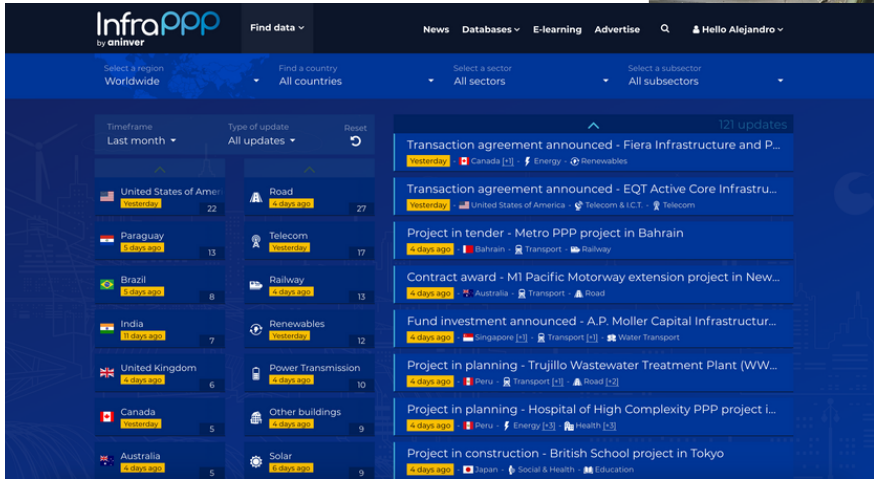 InfraPPP
by aninver
Find data
News Databases E-learning Advertise Hello Alejandro
Select a region Find a country Select a sector Select a subsector
Worldwide All countries All sectors All subsectors
Timeframe Type of update Reset
Last month All updates
121 updates
United States of Ameri
Yesterday
22
Paraguay
5 days ago
13
Brazil
5 days ago
8
India
11 days ago
7
United Kingdom
4 days ago
6
Canada
Yesterday
5
Australia
4 days ago
5
Road
4 days ago
27
Telecom
Yesterday
17
Railway
4 days ago
13
Renewables
Yesterday
12
Power Transmission
4 days ago
10
Other buildings
4 days ago
9
Solar
6 days ago
9
Transaction agreement announced - Fiera Infrastructure and P...
Yesterday - Canada [+1] - Energy - Renewables
Transaction agreement announced - EQT Active Core Infrastru...
Yesterday - United States of America - Telecom & I.C.T. - Telecom
Project in tender - Metro PPP project in Bahrain
4 days ago - Bahrain - Transport - Railway
Contract award - M1 Pacific Motorway extension project in New...
4 days ago - Australia - Transport - Road
Fund investment announced - A.P. Moller Capital Infrastructur...
4 days ago - Singapore [+1] - Transport [+1] - Water Transport
Project in planning - Trujillo Wastewater Treatment Plant (WW...
4 days ago - Peru - Transport [+1] - Road [+2]
Project in planning - Hospital of High Complexity PPP project i...
4 days ago - Peru - Energy [+3] - Health [+3]
Project in construction - British School project in Tokyo
4 days ago - Japan - Social & Health - Education